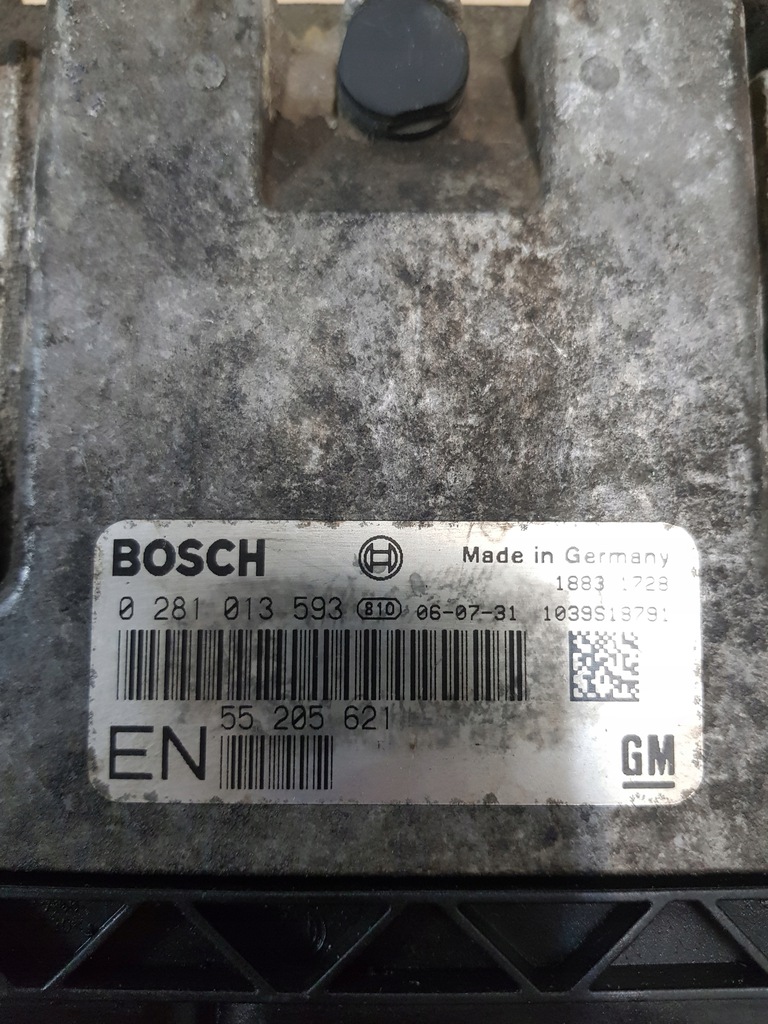 BOSCH Made in Germany
1883 1728
0 281 013 593 810 06-07-31 1039S19791
55 205 621
EN GM